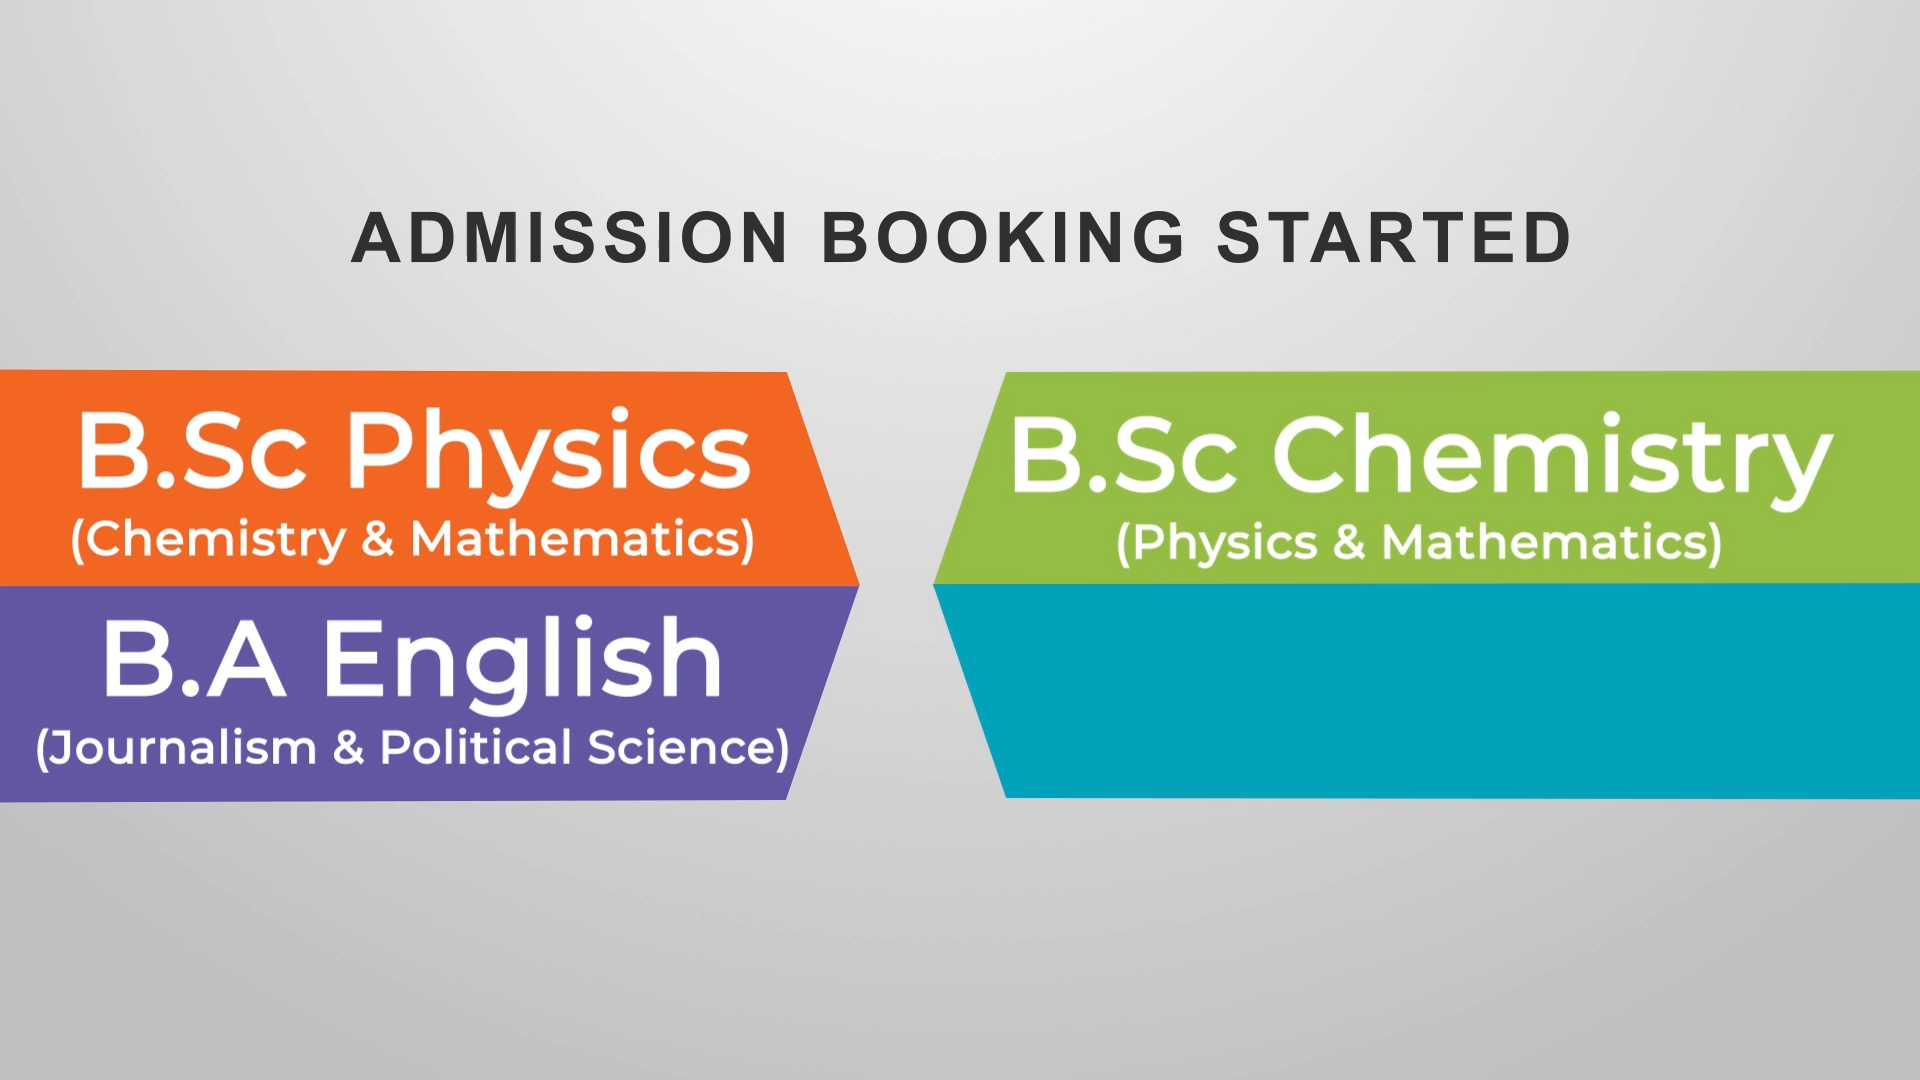 ADMISSION BOOKING STARTED
B.Sc Physics
(Chemistry & Mathematics)
B.Sc Chemistry
(Physics & Mathematics)
B.A English
(Journalism & Political Science)